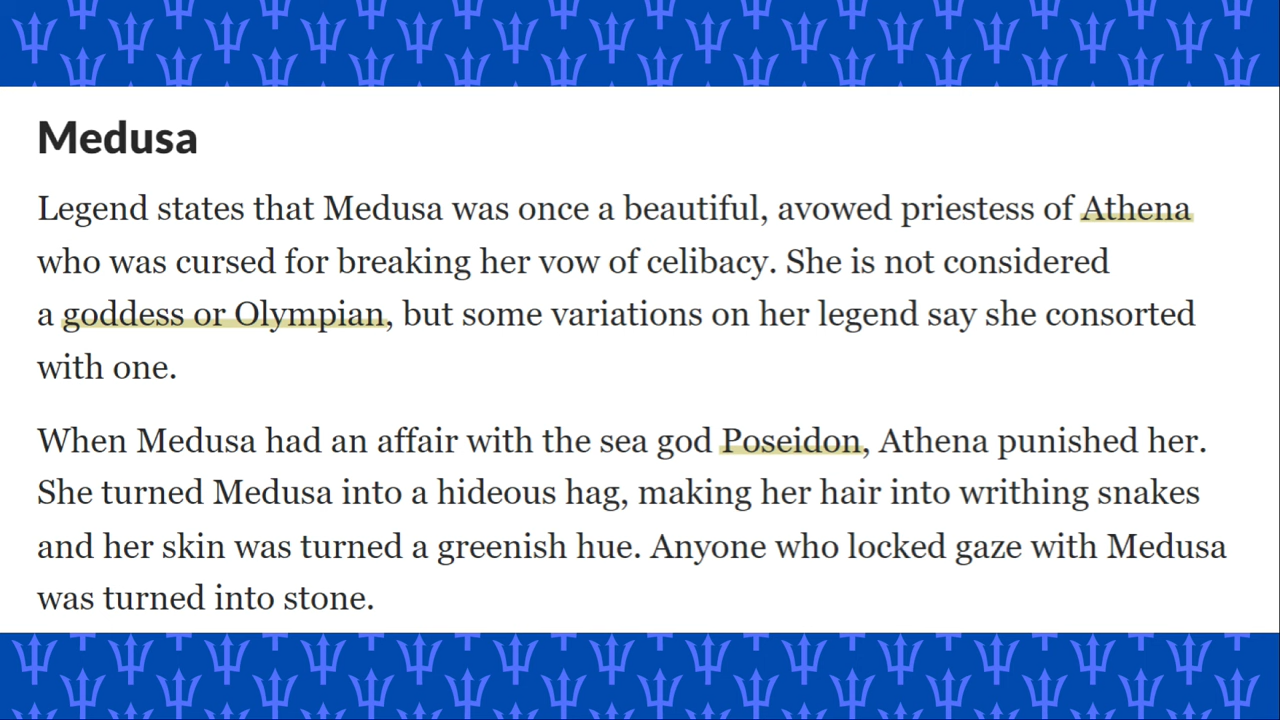 Medusa
Legend states that Medusa was once a beautiful, avowed priestess of Athena
who was cursed for breaking her vow of celibacy. She is not considered
a goddess or Olympian, but some variations on her legend say she consorted
with one.
When Medusa had an affair with the sea god Poseidon, Athena punished her.
She turned Medusa into a hideous hag, making her hair into writhing snakes
and her skin was turned a greenish hue. Anyone who locked gaze with Medusa
was turned into stone.